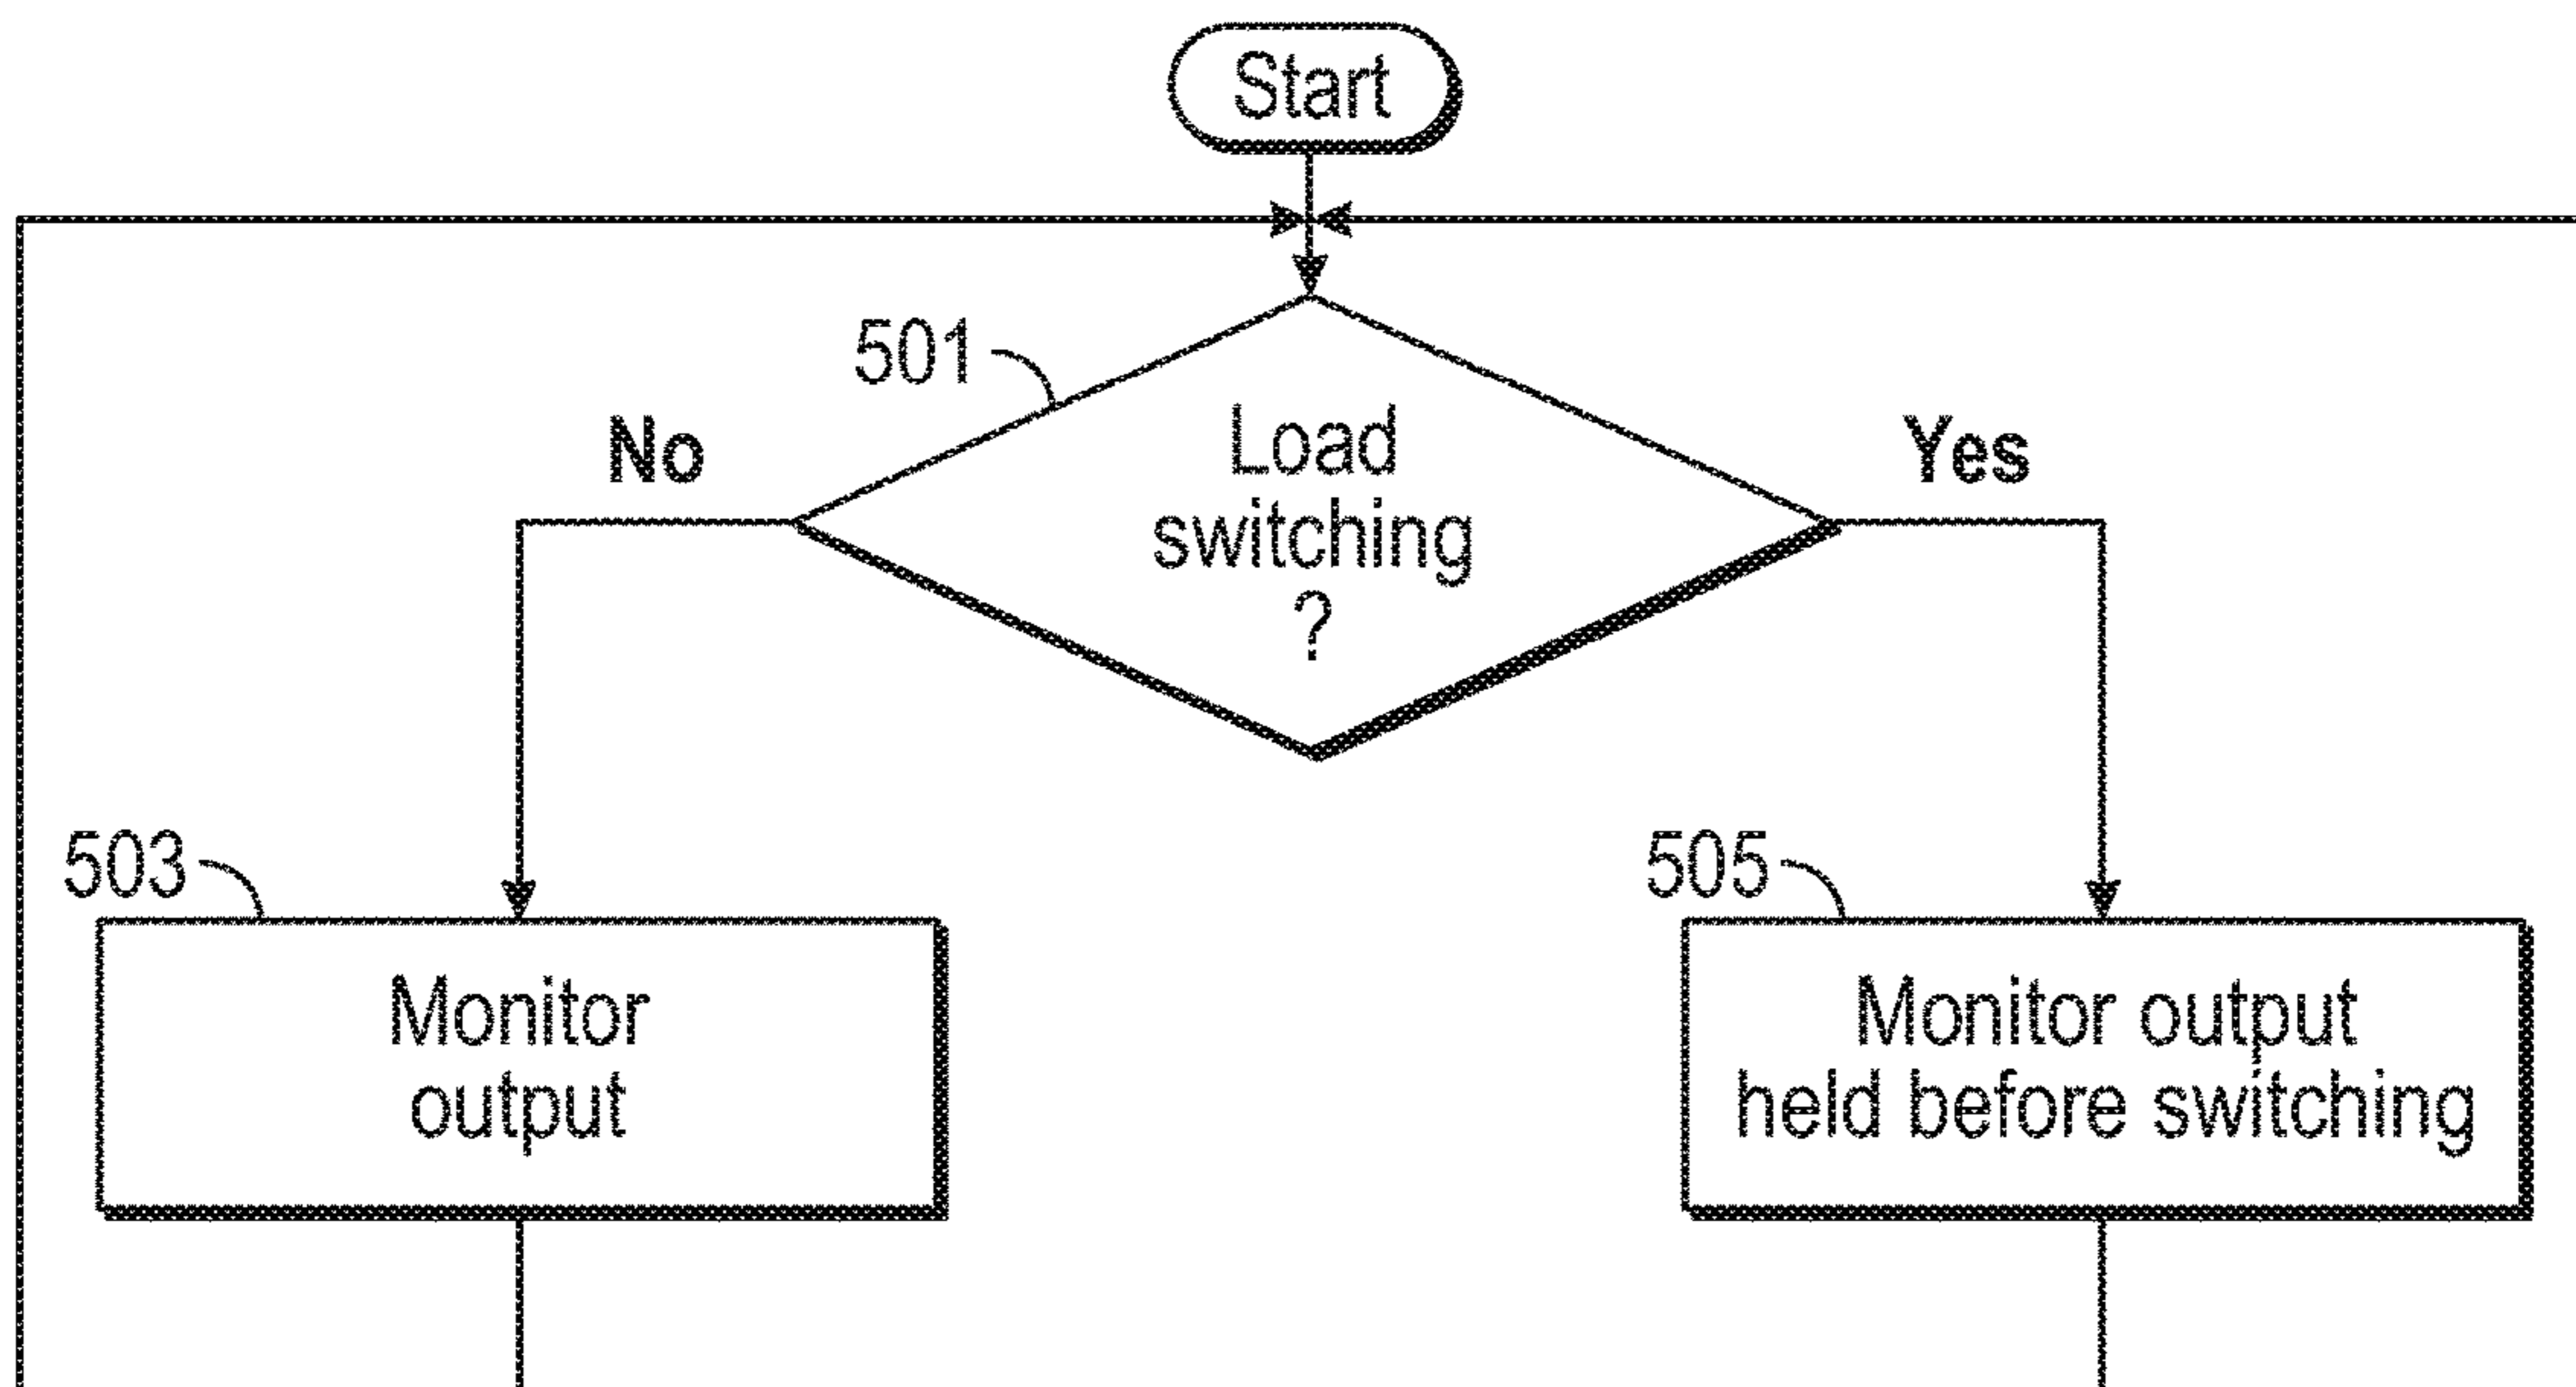 Start
501
No
Load
switching
?
Yes
503
Monitor
output
505
Monitor output
held before switching